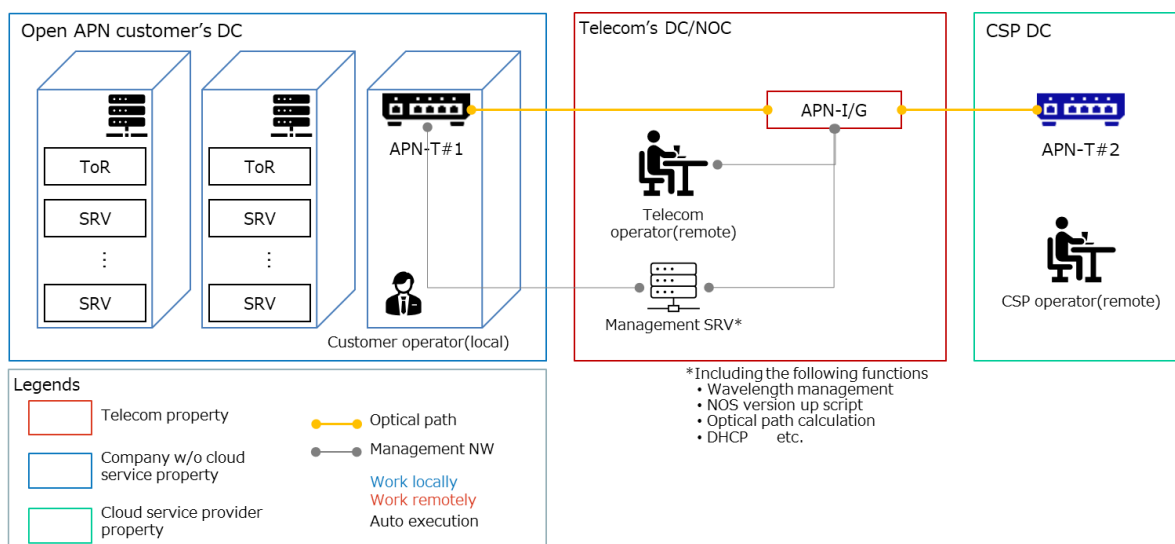 Open APN customer's DC
Telecom's DC/NOC
CSP DC
APN-T#1
APN-I/G
APN-T#2
ToR
ToR
SRV
SRV
⋮
⋮
SRV
SRV
Telecom
operator(remote)
Customer operator(local)
Management SRV*
CSP operator(remote)
*Including the following functions
• Wavelength management
• NOS version up script
• Optical path calculation
• DHCP etc.
Legends
Telecom property
Company w/o cloud
service property
Cloud service provider
property
Optical path
Management NW
Work locally
Work remotely
Auto execution